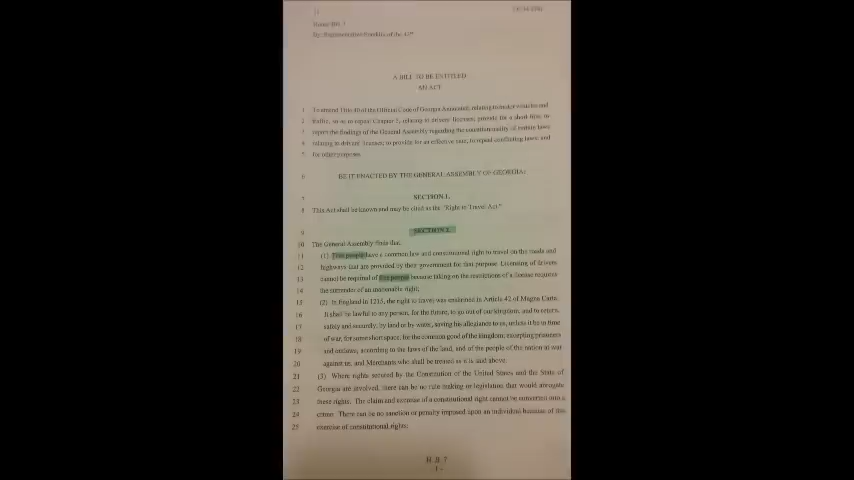 11
House Bill 7
By: Representative Franklin of the 43
A BILL TO BE ENTITLED
AN ACT
1 To amend Title 40 of the Official Code of Georgia Annotated, relating to motor vehicles and
2 traffic, so as to repeal Chapter 5, relating to drivers' licenses; provide for a short title; to
3 report the findings of the General Assembly regarding the constitutionality of certain laws
4 relating to drivers' licenses; to provide for an effective date; to repeal conflicting laws; and
5 for other purposes.
6 BE IT ENACTED BY THE GENERAL ASSEMBLY OF GEORGIA:
7 SECTION 1.
8 This Act shall be known and may be cited as the "Right to Travel Act."
9 SECTION 2.
10 The General Assembly finds that:
11 (1) Free people have a common law and constitutional right to travel on the roads and
12 highways that are provided by their government for that purpose. Licensing of drivers
13 cannot be required of free people because taking on the restrictions of a license requires
14 the surrender of an inalienable right;
15 (2) In England in 1215, the right to travel was enshrined in Article 42 of Magna Carta:
16 It shall be lawful to any person, for the future, to go out of our kingdom, and to return,
17 safely and securely, by land or by water, saving his allegiance to us, unless it be in time
18 of war, for some short space, for the common good of the kingdom: excepting prisoners
19 and outlaws, according to the laws of the land, and of the people of the nation at war
20 against us, and Merchants who shall be treated as it is said above.
21 (3) Where rights secured by the Constitution of the United States and the State of
22 Georgia are involved, there can be no rule making or legislation that would abrogate
23 these rights. The claim and exercise of a constitutional right cannot be converted into a
24 crime. There can be no sanction or penalty imposed upon an individual because of this
25 exercise of constitutional rights;
H. B. 7
- 1 -